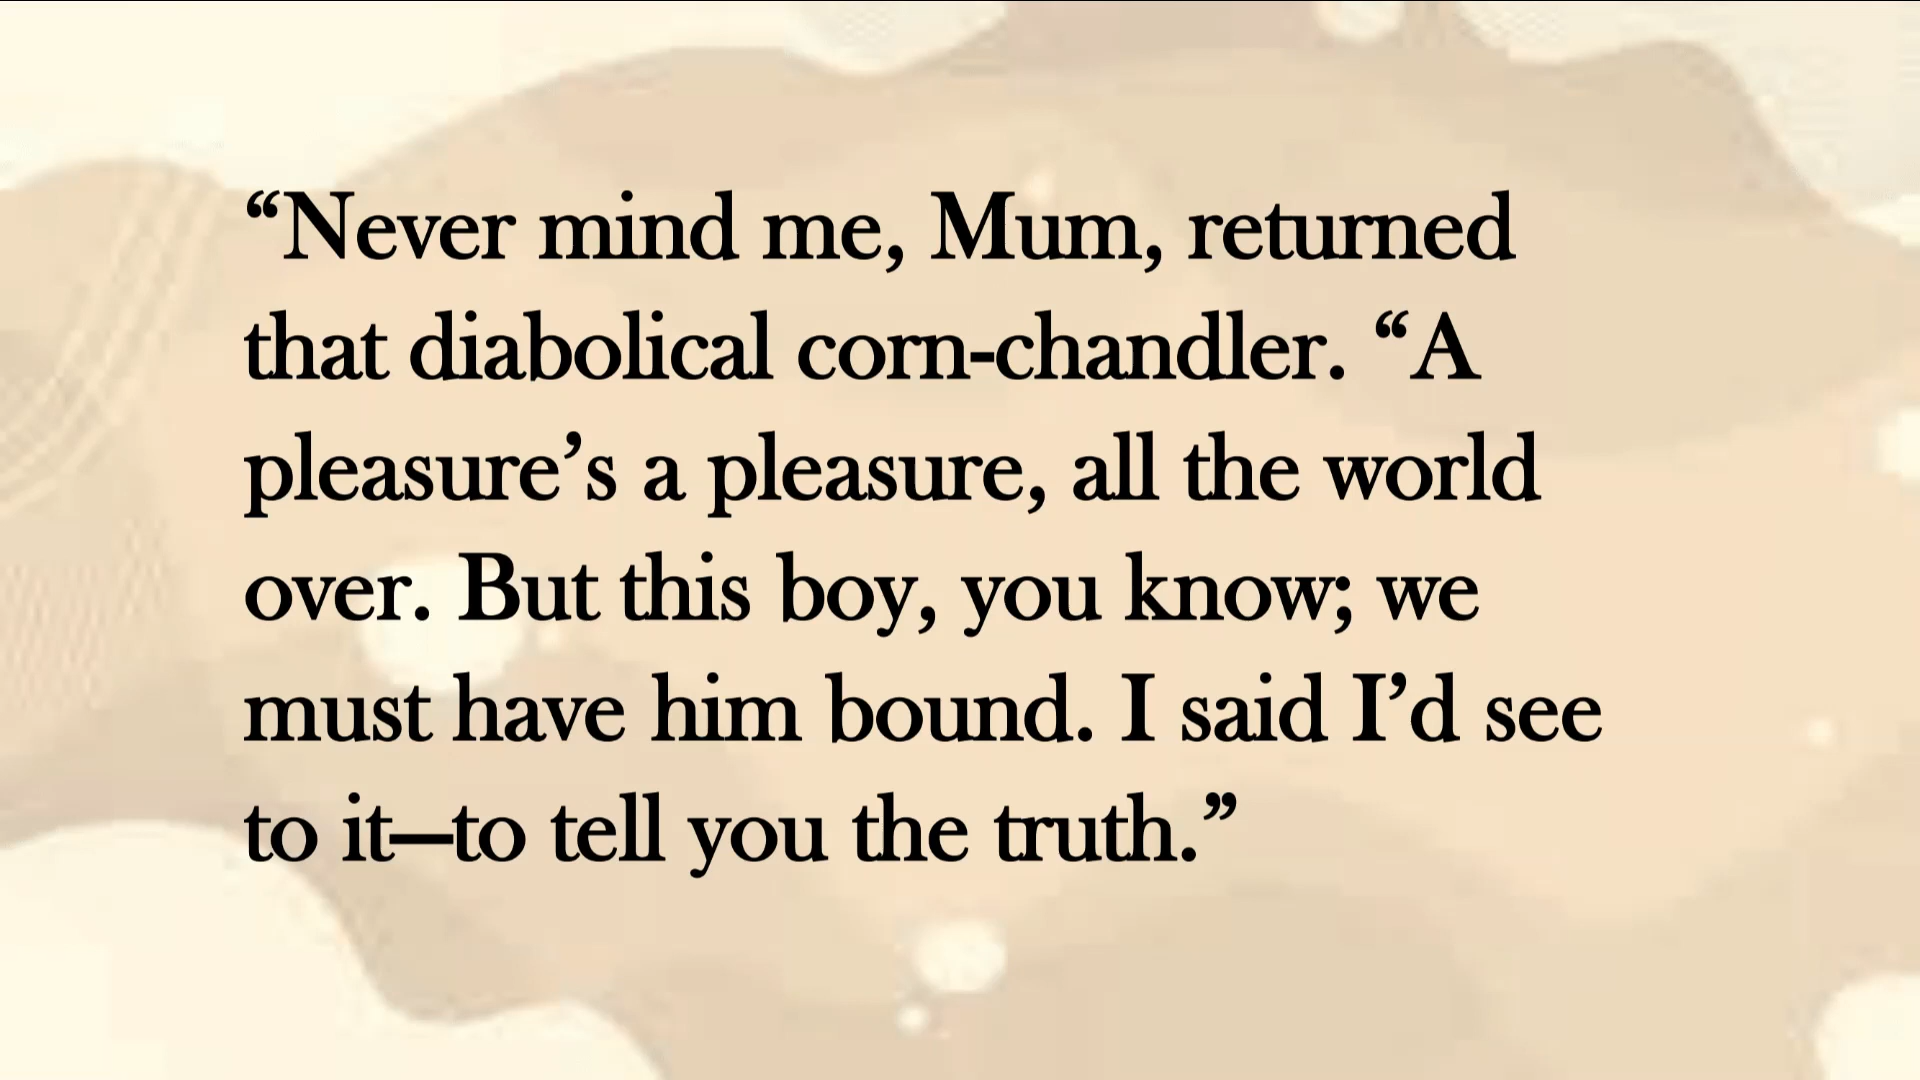 “Never mind me, Mum, returned
that diabolical corn-chandler. “A
pleasure’s a pleasure, all the world
over. But this boy, you know; we
must have him bound. I said I’d see
to it—to tell you the truth.”